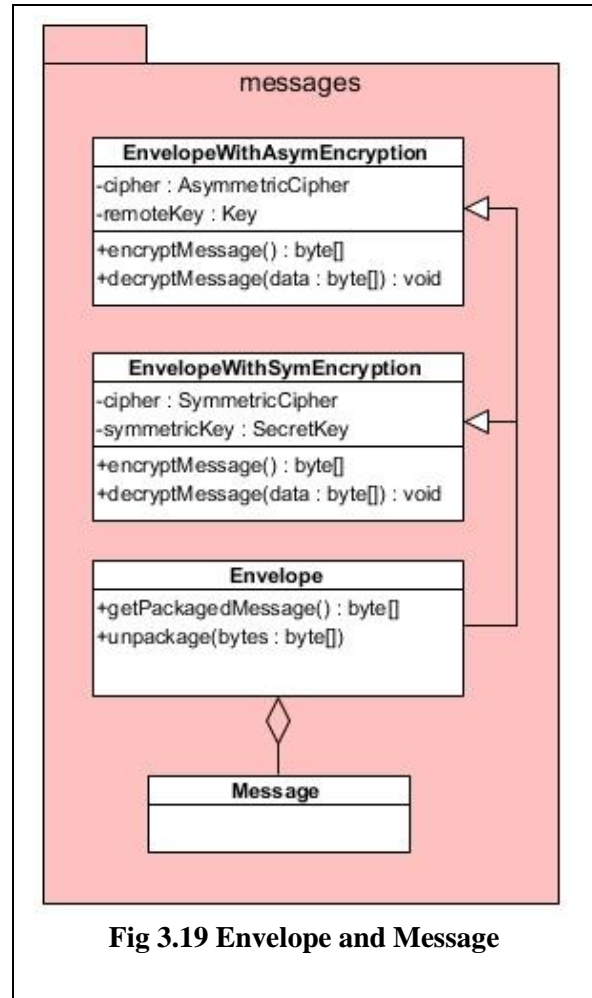 messages
EnvelopeWithAsymEncryption
-cipher : AsymmetricCipher
-remoteKey : Key
+encryptMessage() : byte[]
+decryptMessage(data : byte[]) : void
EnvelopeWithSymEncryption
-cipher : SymmetricCipher
-symmetricKey : SecretKey
+encryptMessage() : byte[]
+decryptMessage(data : byte[]) : void
Envelope
+getPackagedMessage() : byte[]
+unpackage(bytes : byte[])
Message
Fig 3.19 Envelope and Message